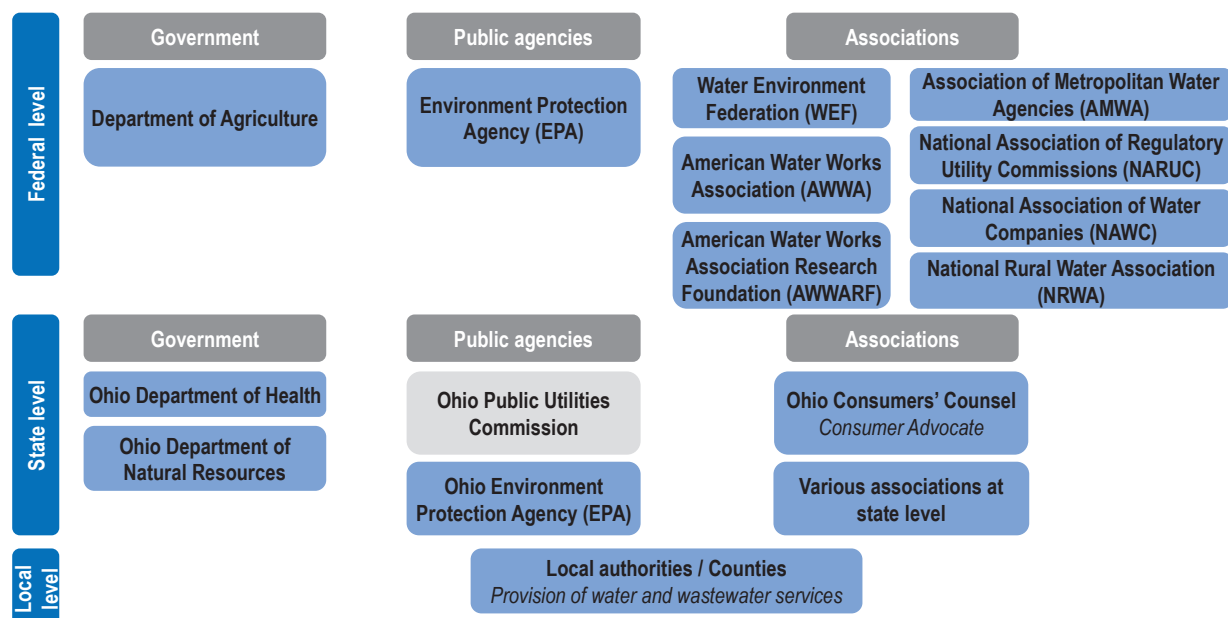 Federal level
Government
Public agencies
Associations
Department of Agriculture
Environment Protection
Agency (EPA)
Water Environment
Federation (WEF)
American Water Works
Association (AWWA)
American Water Works
Association Research
Foundation (AWWARF)
Association of Metropolitan Water
Agencies (AMWA)
National Association of Regulatory
Utility Commissions (NARUC)
National Association of Water
Companies (NAWC)
National Rural Water Association
(NRWA)
State level
Government
Public agencies
Associations
Ohio Department of Health
Ohio Department of
Natural Resources
Ohio Public Utilities
Commission
Ohio Environment
Protection Agency (EPA)
Ohio Consumers’ Counsel
Consumer Advocate
Various associations at
state level
Local
level
Local authorities / Counties
Provision of water and wastewater services